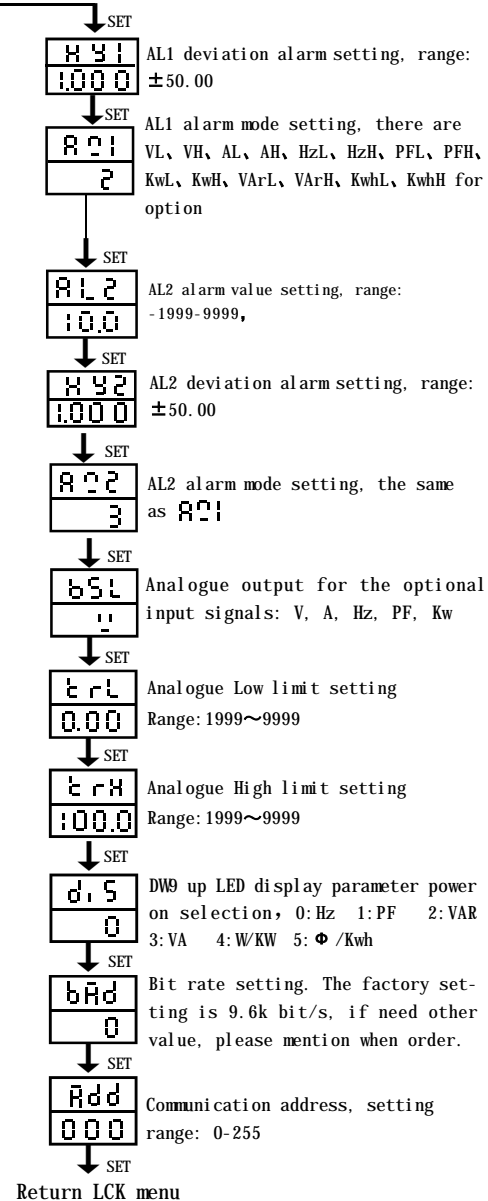 SET
HY1
1.000
AL1 deviation alarm setting, range:
±50.00
SET
AM1
2
AL1 alarm mode setting, there are
VL、VH、AL、AH、HzL、HzH、PFL、PFH、
KwL、KwH、VArL、VArH、KwhL、KwhH for
option
SET
AL2
10.0
AL2 alarm value setting, range:
-1999-9999,
SET
HY2
1.000
AL2 deviation alarm setting, range:
±50.00
SET
AM2
3
AL2 alarm mode setting, the same
as AM1
SET
bSL
Analogue output for the optional
input signals: V, A, Hz, PF, Kw
SET
trL
0.00
Analogue Low limit setting
Range:1999～9999
SET
trH
100.0
Analogue High limit setting
Range:1999～9999
SET
diS
0
DW9 up LED display parameter power
on selection, 0:Hz 1:PF 2:VAR
3:VA 4:W/KW 5:Φ/Kwh
SET
bAd
0
Bit rate setting. The factory set-
ting is 9.6k bit/s, if need other
value, please mention when order.
SET
Add
000
Communication address, setting
range: 0-255
SET
Return LCK menu